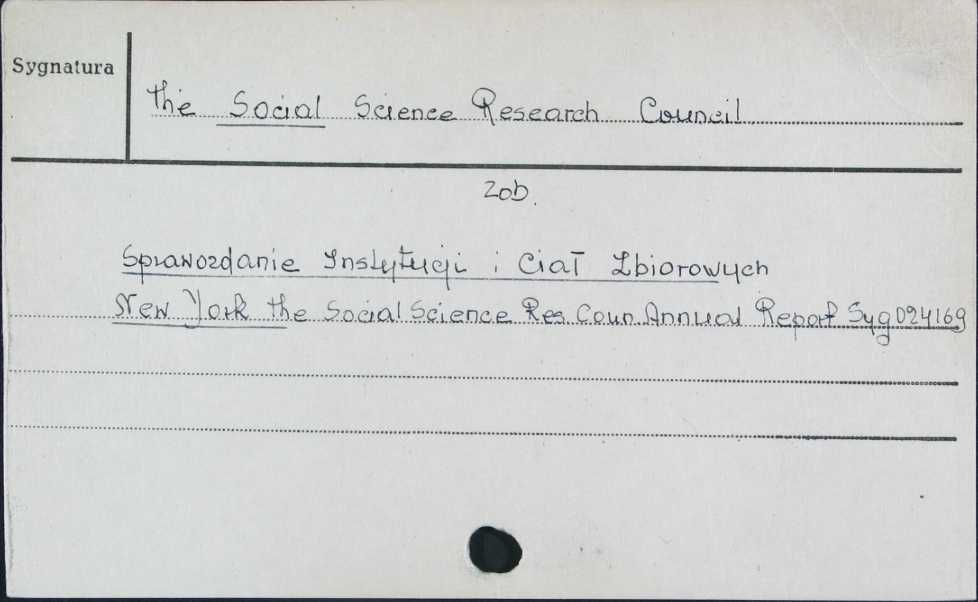 Sygnatura
the Social Science Research Council
Zob.
Sprawozdanie Instytucji i Ciał Zbiorowych
New York the Social Science Res. Coun. Annual Report Syg 024169